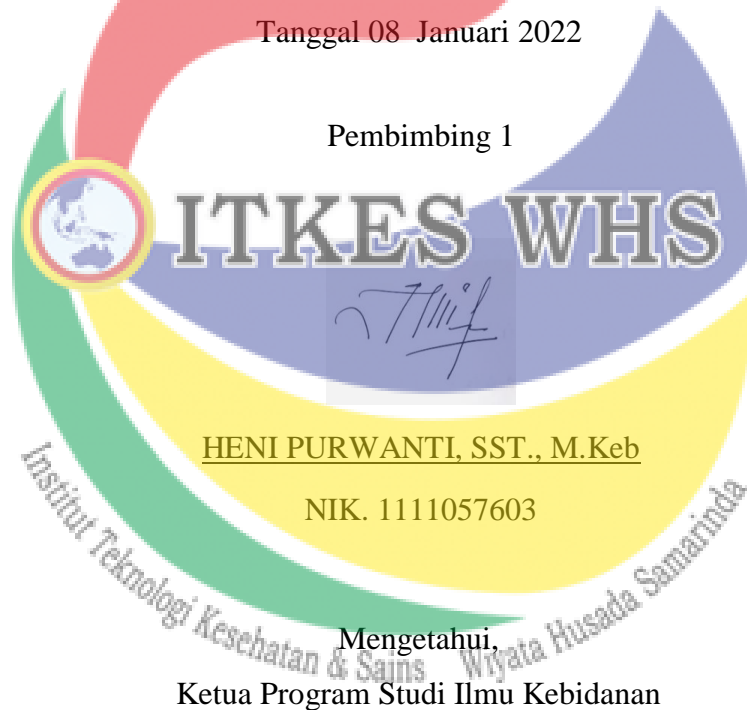 Tanggal 08 Januari 2022
Pembimbing 1
ITKES WHS
HENI PURWANTI, SST., M.Keb
NIK. 1111057603
Institut Teknologi Kesehatan & Sains Wiyata Husada Samarinda
Mengetahui,
Ketua Program Studi Ilmu Kebidanan